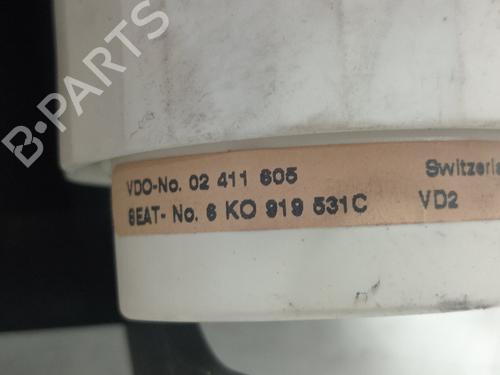 B-PARTS
VDO-No. 02 411 605 Switzerla
SEAT- No. 6 KO 919 531C VD2